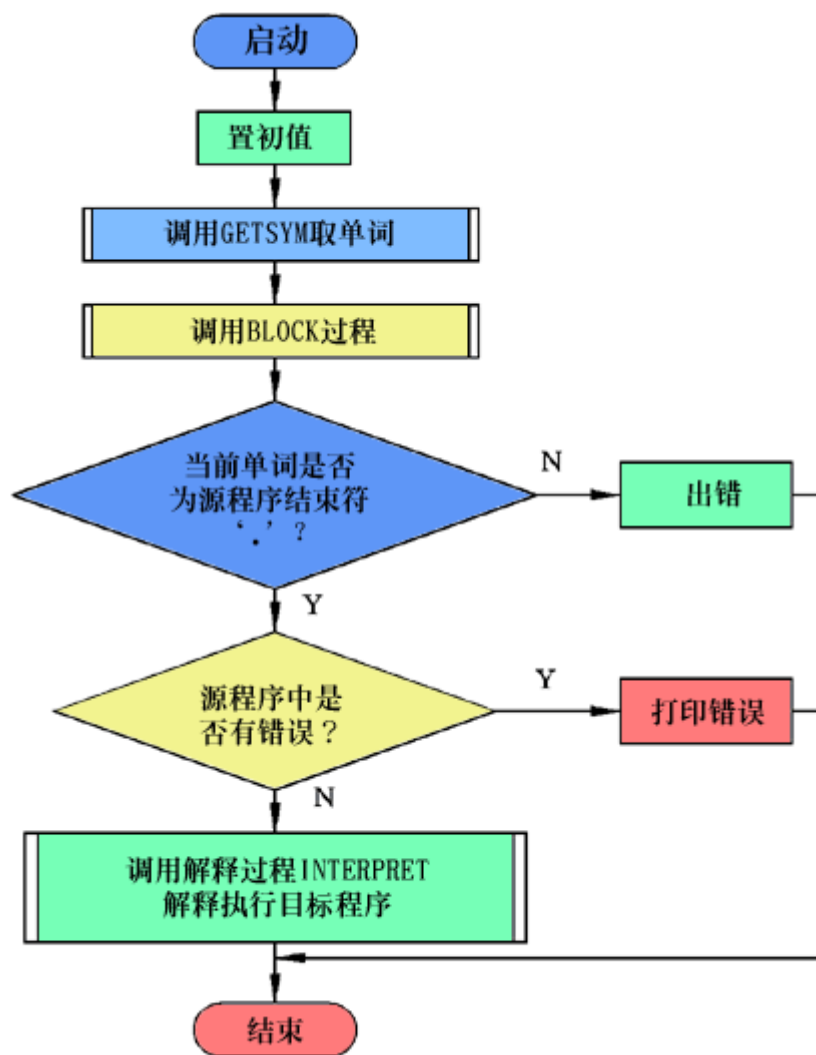 启动
置初值
调用GETSYM取单词
调用BLOCK过程
当前单词是否
为源程序结束符
‘.’ ?
N
出错
Y
源程序中是
否有错误？
Y
打印错误
N
调用解释过程INTERPRET
解释执行目标程序
结束